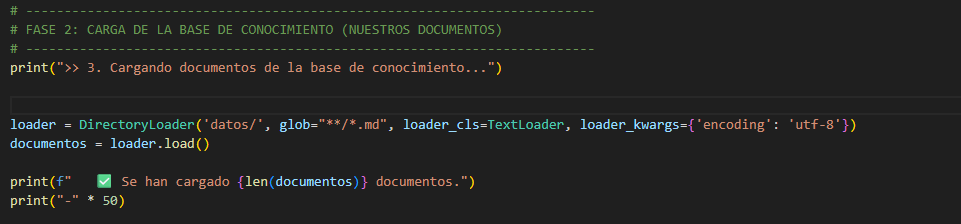 # -----------------------------------------------------------------------
# FASE 2: CARGA DE LA BASE DE CONOCIMIENTO (NUESTROS DOCUMENTOS)
# -----------------------------------------------------------------------
print(">> 3. Cargando documentos de la base de conocimiento...")
loader = DirectoryLoader('datos/', glob="**/*.md", loader_cls=TextLoader, loader_kwargs={'encoding': 'utf-8'})
documentos = loader.load()
print(f"   ✅ Se han cargado {len(documentos)} documentos.")
print("-" * 50)